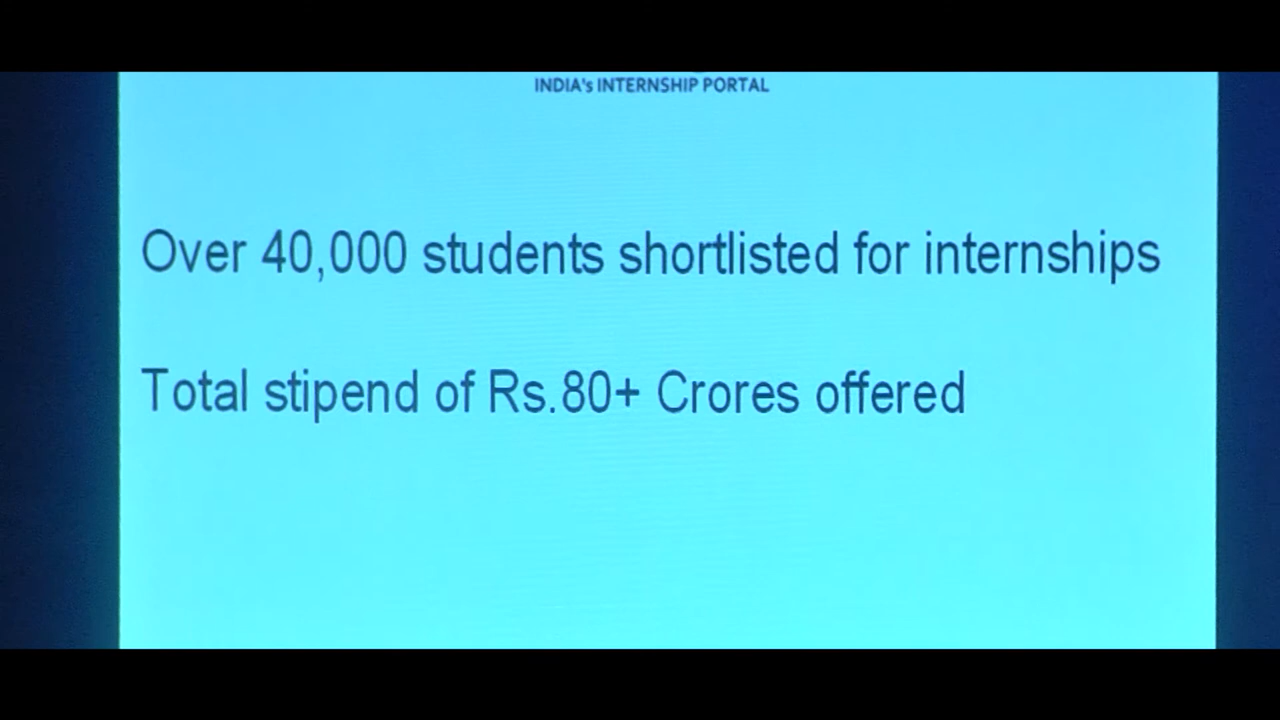 INDIA's INTERNSHIP PORTAL
Over 40,000 students shortlisted for internships
Total stipend of Rs.80+ Crores offered